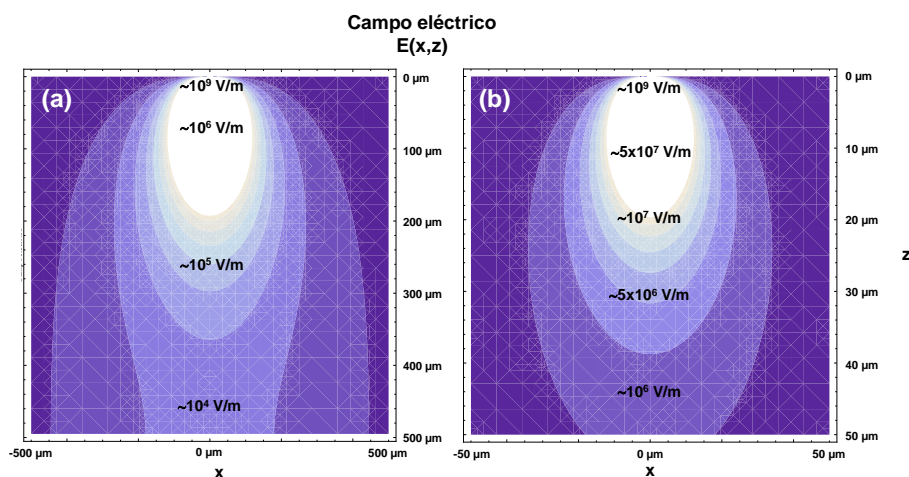 Campo eléctrico
E(x,z)
(a)
~10⁹ V/m
~10⁶ V/m
~10⁵ V/m
~10⁴ V/m
0 µm
100 µm
200 µm
300 µm
400 µm
500 µm
-500 µm
0 µm
500 µm
x
(b)
~10⁹ V/m
~5x10⁷ V/m
~10⁷ V/m
~5x10⁶ V/m
~10⁶ V/m
0 µm
10 µm
20 µm
30 µm
40 µm
50 µm
z
-50 µm
0 µm
50 µm
x